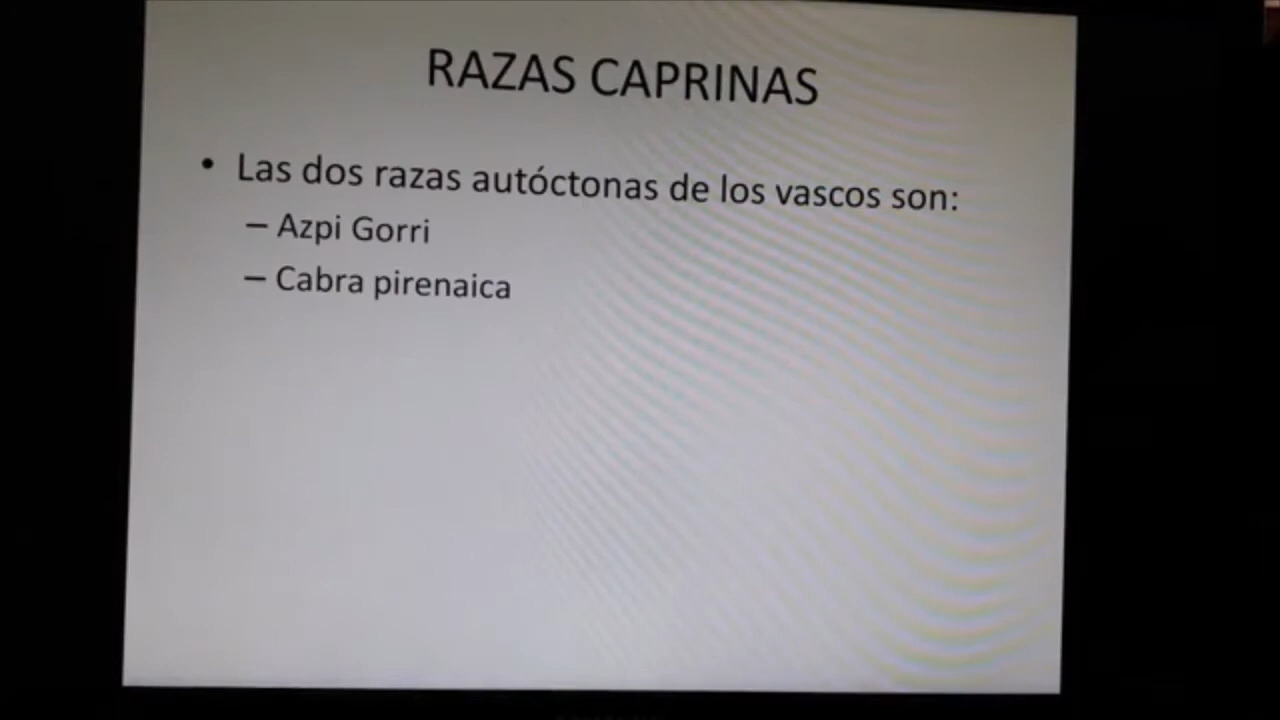 RAZAS CAPRINAS
• Las dos razas autóctonas de los vascos son:
– Azpi Gorri
– Cabra pirenaica